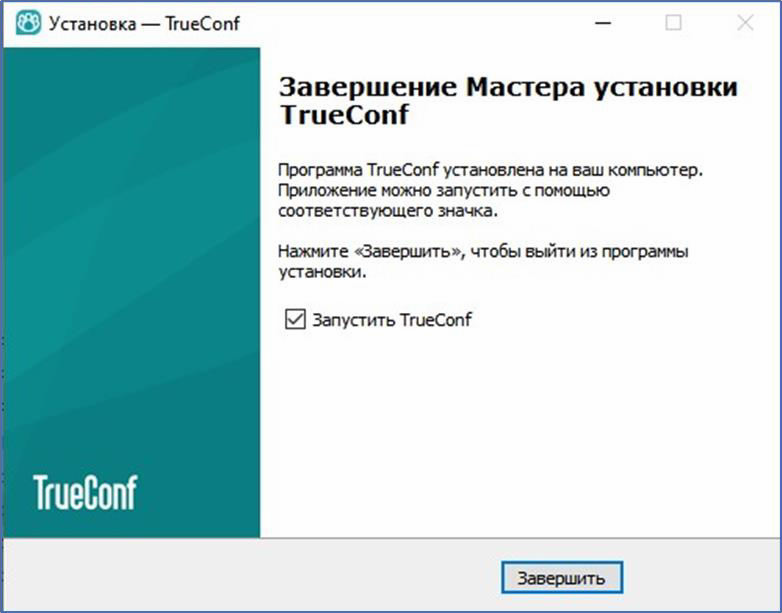 Установка — TrueConf
Завершение Мастера установки
TrueConf
Программа TrueConf установлена на ваш компьютер.
Приложение можно запустить с помощью
соответствующего значка.
Нажмите «Завершить», чтобы выйти из программы
установки.
Запустить TrueConf
TrueConf
Завершить